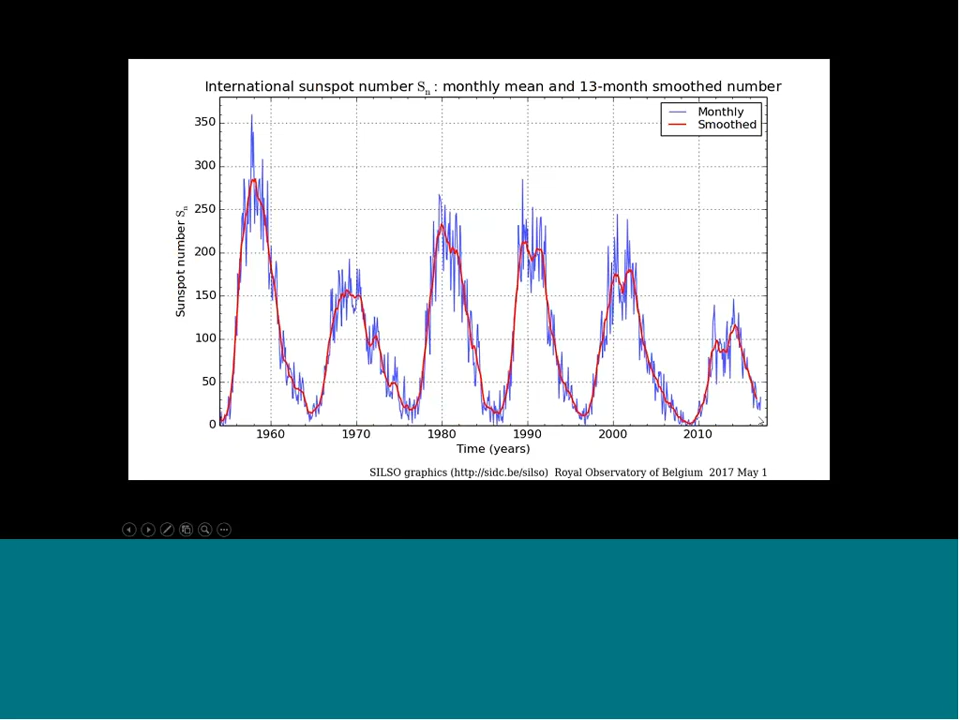 International sunspot number Sn : monthly mean and 13-month smoothed number
Monthly
Smoothed
350
300
250
200
150
100
50
0
Sunspot number Sn
1960 1970 1980 1990 2000 2010
Time (years)
SILSO graphics (http://sidc.be/silso) Royal Observatory of Belgium 2017 May 1